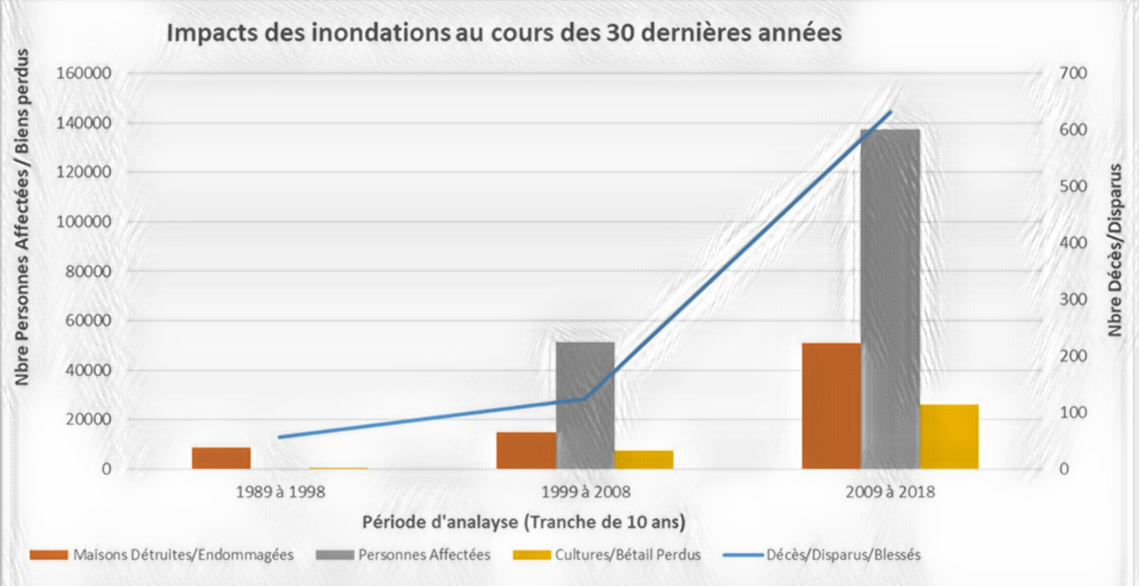 Impacts des inondations au cours des 30 dernières années
Nbre Personnes Affectées / Biens perdus
160000
140000
120000
100000
80000
60000
40000
20000
0
700
600
500
400
300
200
100
0
Nbre Décès/Disparus
1989 à 1998
1999 à 2008
2009 à 2018
Période d'analayse (Tranche de 10 ans)
Maisons Détruites/Endommagées
Personnes Affectées
Cultures/Bétail Perdus
Décès/Disparus/Blessés